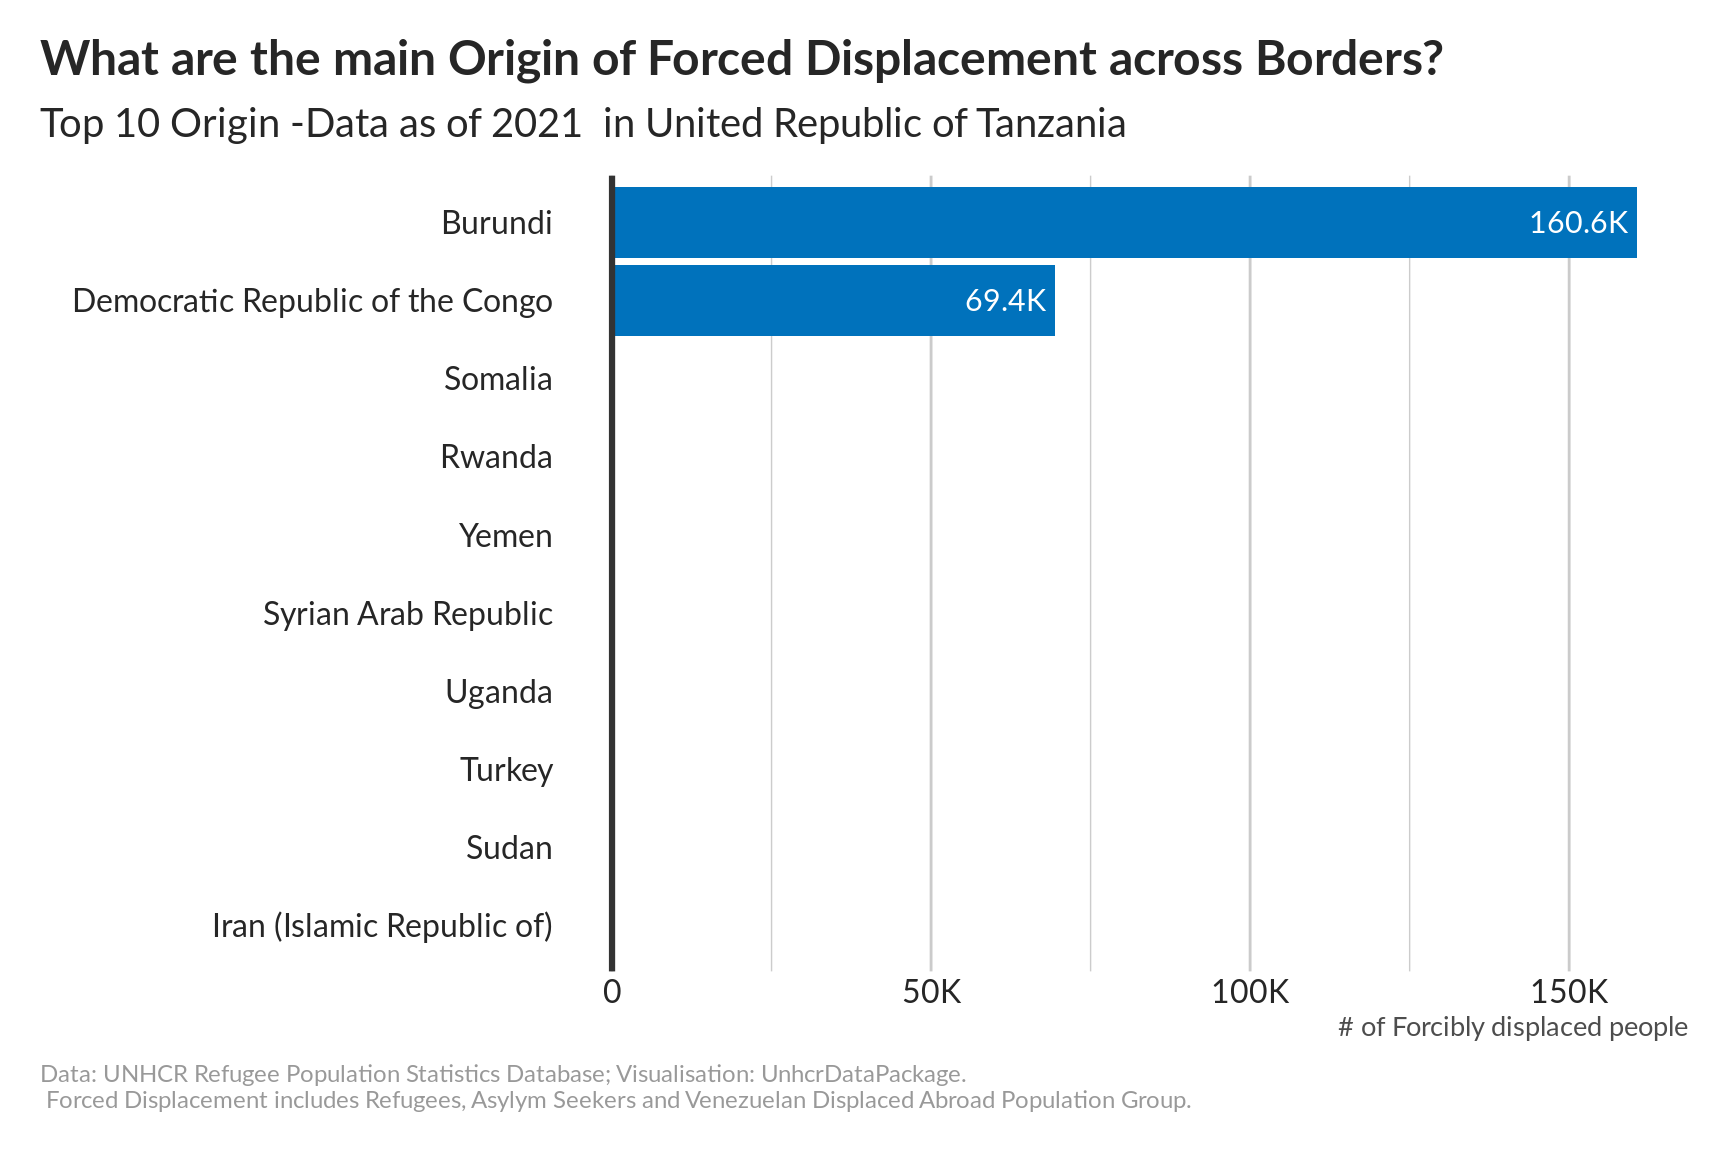 What are the main Origin of Forced Displacement across Borders?
Top 10 Origin -Data as of 2021  in United Republic of Tanzania
Burundi
160.6K
Democratic Republic of the Congo
69.4K
Somalia
Rwanda
Yemen
Syrian Arab Republic
Uganda
Turkey
Sudan
Iran (Islamic Republic of)
0 50K 100K 150K
# of Forcibly displaced people
Data: UNHCR Refugee Population Statistics Database; Visualisation: UnhcrDataPackage.
Forced Displacement includes Refugees, Asylym Seekers and Venezuelan Displaced Abroad Population Group.